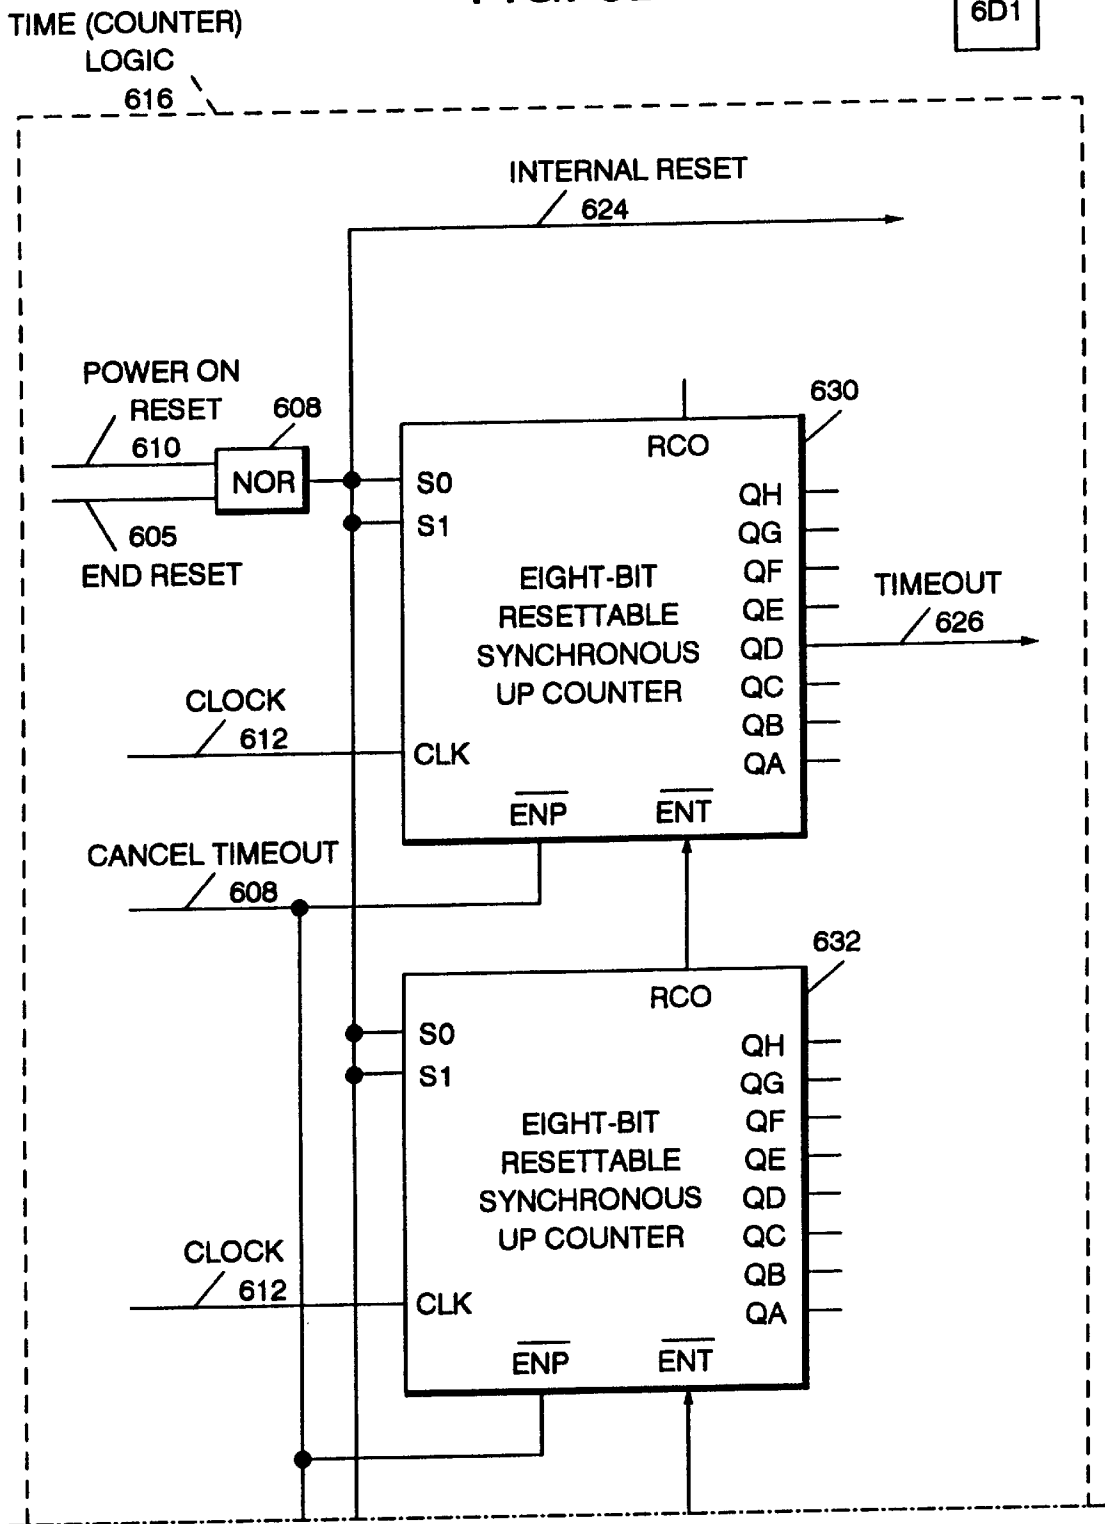 6D1
TIME (COUNTER)
LOGIC
616
INTERNAL RESET
624
POWER ON
RESET
610
608
NOR
605
END RESET
630
RCO
S0
S1
QH
QG
QF
QE
QD
QC
QB
QA
EIGHT-BIT
RESETTABLE
SYNCHRONOUS
UP COUNTER
TIMEOUT
626
CLOCK
612
CLK
ENP
ENT
CANCEL TIMEOUT
608
632
RCO
S0
S1
QH
QG
QF
QE
QD
QC
QB
QA
EIGHT-BIT
RESETTABLE
SYNCHRONOUS
UP COUNTER
CLOCK
612
CLK
ENP
ENT